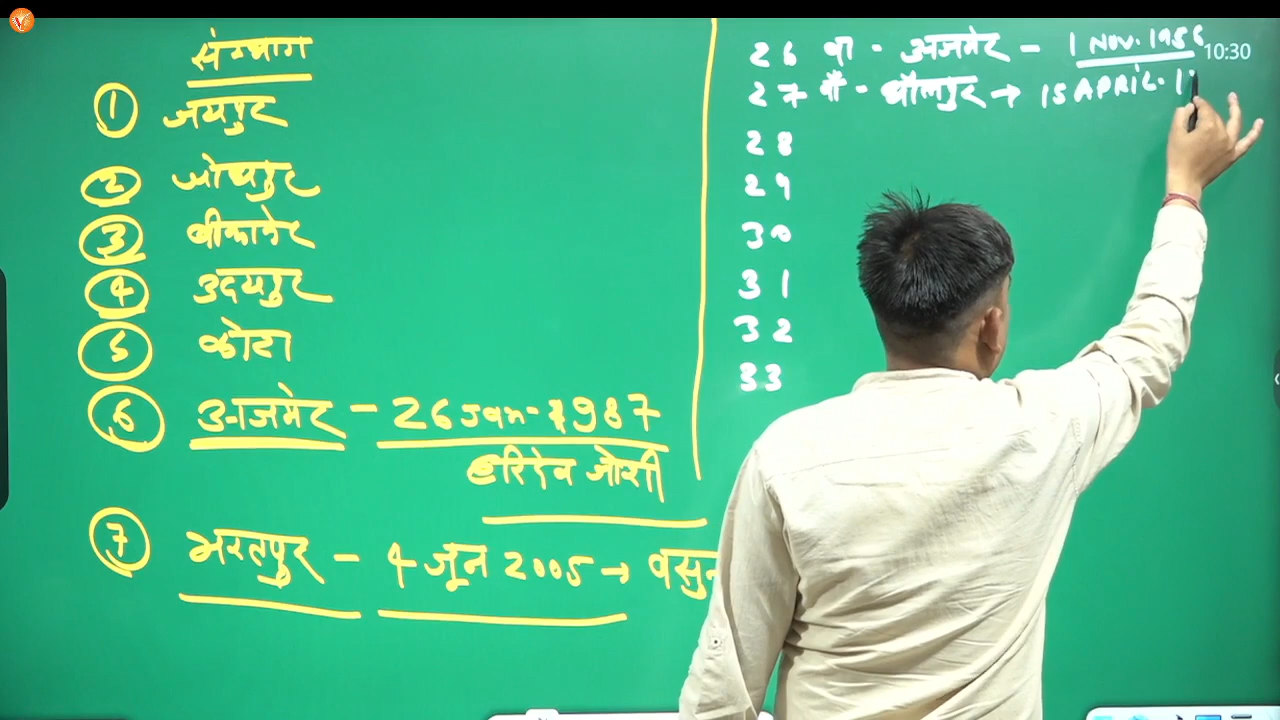 संभाग
① जयपुर
② जोधपुर
③ बीकानेर
④ उदयपुर
⑤ कोटा
⑥ अजमेर - 26 Jan - 1987
हरिदेव जोशी
⑦ भरतपुर - 4 जून 2005 →
26 वां - अजमेर - 1 NOV. 1956
27 वाँ - धौलपुर → 15 APRIL. 1
28
29
30
31
32
33
10:30